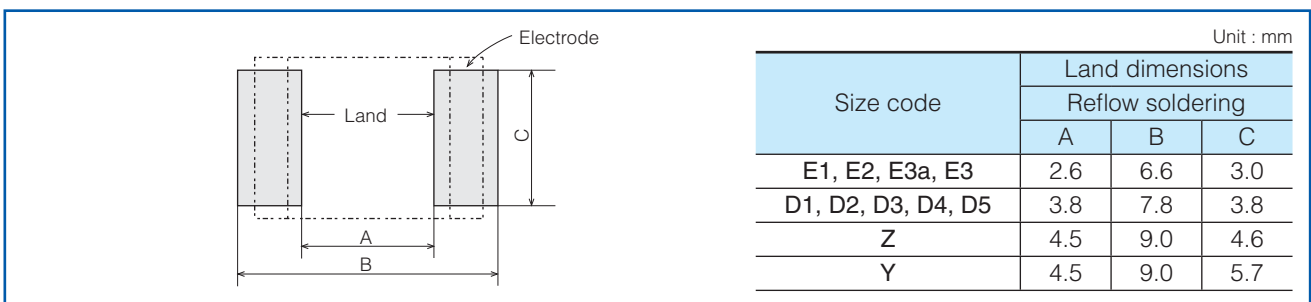 Electrode
Land
C
A
B
Unit : mm
Size code
Land dimensions
Reflow soldering
A B C
E1, E2, E3a, E3 2.6 6.6 3.0
D1, D2, D3, D4, D5 3.8 7.8 3.8
Z 4.5 9.0 4.6
Y 4.5 9.0 5.7